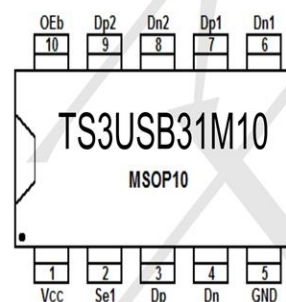 OEb Dp2 Dn2 Dp1 Dn1
10 9 8 7 6
TS3USB31M10
MSOP10
1 2 3 4 5
Vcc Se1 Dp Dn GND